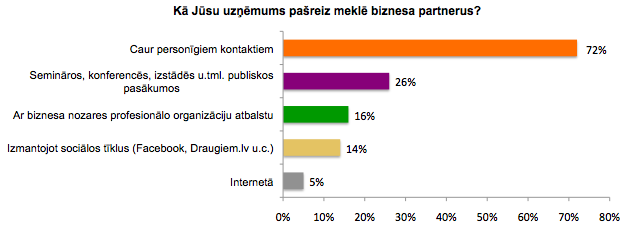 Kā Jūsu uzņēmums pašreiz meklē biznesa partnerus?
Caur personīgiem kontaktiem
72%
Semināros, konferencēs, izstādēs u.tml. publiskos
pasākumos
26%
Ar biznesa nozares profesionālo organizāciju atbalstu
16%
Izmantojot sociālos tīklus (Facebook, Draugiem.lv u.c.)
14%
Internetā
5%
0% 10% 20% 30% 40% 50% 60% 70% 80%